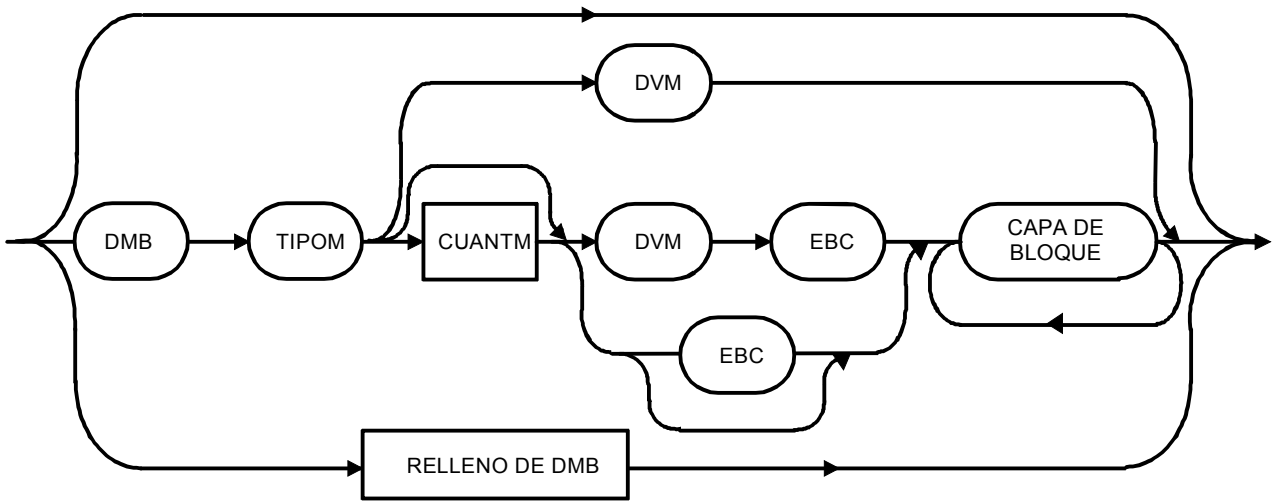 DVM
DMB
TIPOM
CUANTM
DVM
EBC
CAPA DE
BLOQUE
EBC
RELLENO DE DMB